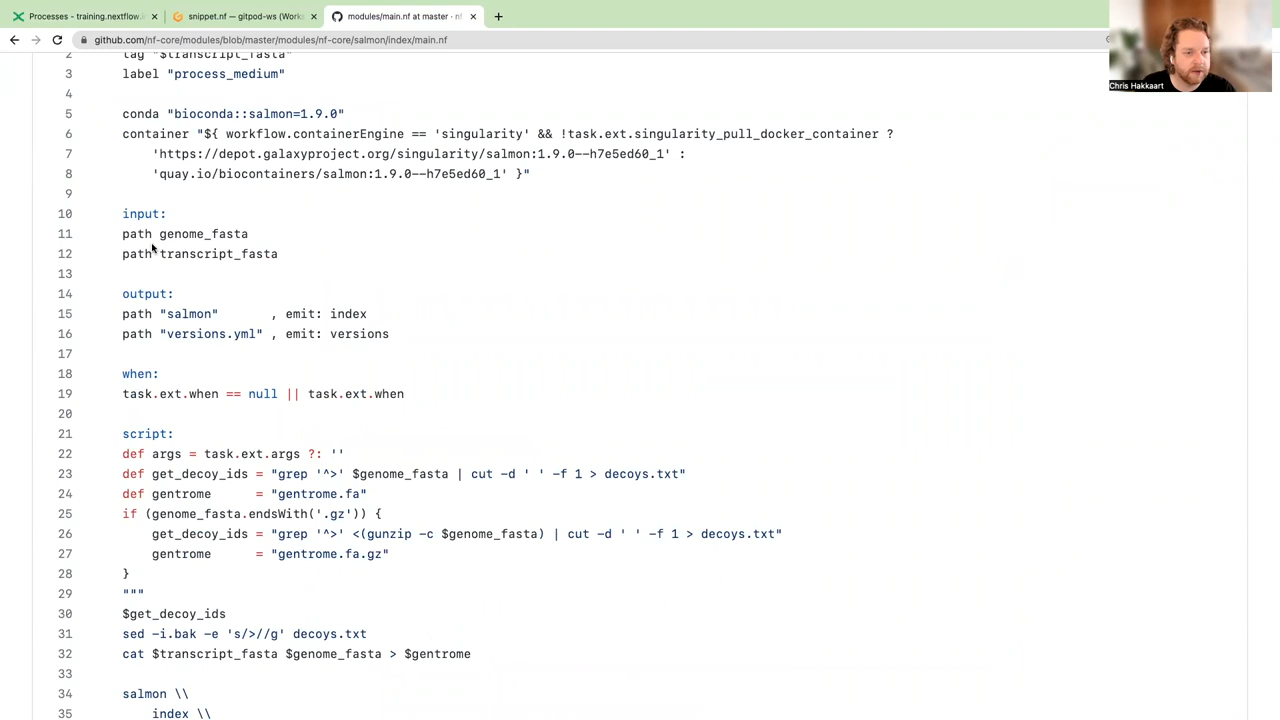 Processes - training.nextflow.i
snippet.nf — gitpod-ws (Works
modules/main.nf at master · nf
github.com/nf-core/modules/blob/master/modules/nf-core/salmon/index/main.nf
Chris Hakkaart
2 tag "$transcript_fasta"
3 label "process_medium"
4
5 conda "bioconda::salmon=1.9.0"
6 container "${ workflow.containerEngine == 'singularity' && !task.ext.singularity_pull_docker_container ?
7 'https://depot.galaxyproject.org/singularity/salmon:1.9.0--h7e5ed60_1' :
8 'quay.io/biocontainers/salmon:1.9.0--h7e5ed60_1' }"
9
10 input:
11 path genome_fasta
12 path transcript_fasta
13
14 output:
15 path "salmon" , emit: index
16 path "versions.yml" , emit: versions
17
18 when:
19 task.ext.when == null || task.ext.when
20
21 script:
22 def args = task.ext.args ?: ''
23 def get_decoy_ids = "grep '^>' $genome_fasta | cut -d ' ' -f 1 > decoys.txt"
24 def gentrome = "gentrome.fa"
25 if (genome_fasta.endsWith('.gz')) {
26 get_decoy_ids = "grep '^>' <(gunzip -c $genome_fasta) | cut -d ' ' -f 1 > decoys.txt"
27 gentrome = "gentrome.fa.gz"
28 }
29 """
30 $get_decoy_ids
31 sed -i.bak -e 's/>//g' decoys.txt
32 cat $transcript_fasta $genome_fasta > $gentrome
33
34 salmon \\
35 index \\